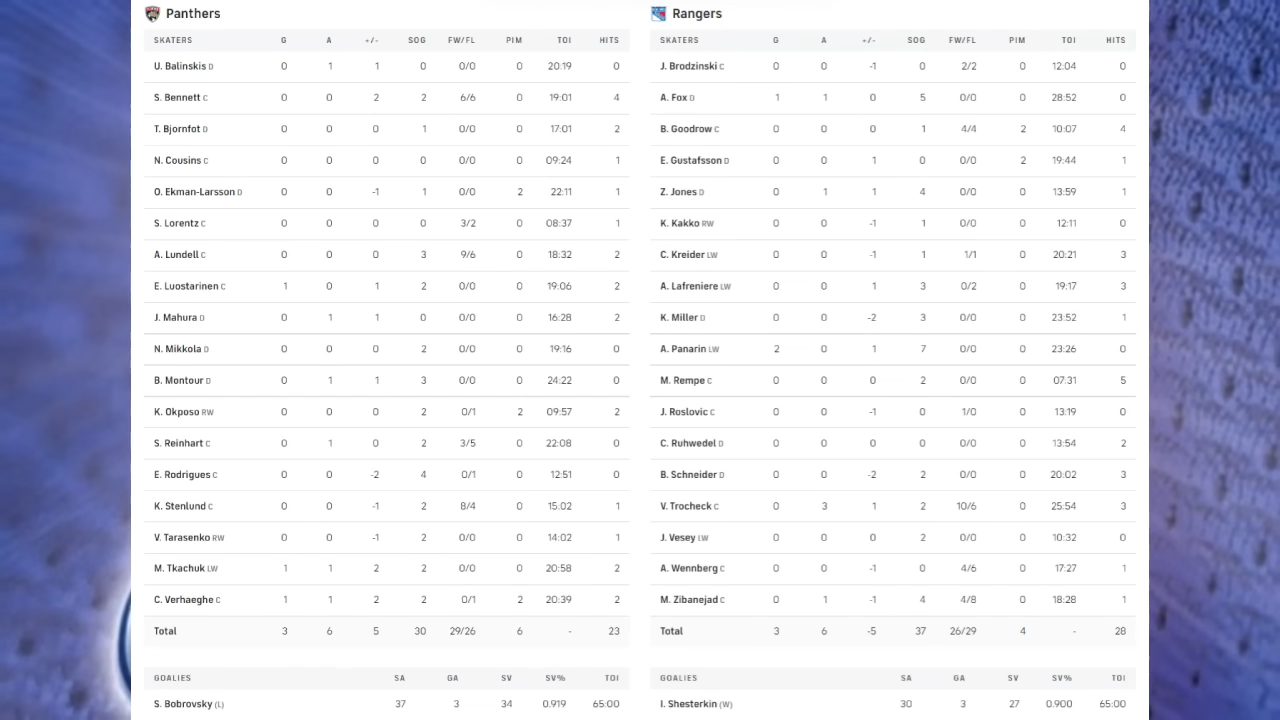 Panthers
SKATERS G A +/- SOG FW/FL PIM TOI HITS
U. Balinskis D 0 1 1 0 0/0 0 20:19 0
S. Bennett C 0 0 2 2 6/6 0 19:01 4
T. Bjornfot D 0 0 0 1 0/0 0 17:01 2
N. Cousins C 0 0 0 0 0/0 0 09:24 1
O. Ekman-Larsson D 0 0 -1 1 0/0 2 22:11 1
S. Lorentz C 0 0 0 0 3/2 0 08:37 1
A. Lundell C 0 0 0 3 9/6 0 18:32 2
E. Luostarinen C 1 0 1 2 0/0 0 19:06 2
J. Mahura D 0 1 1 0 0/0 0 16:28 2
N. Mikkola D 0 0 0 2 0/0 0 19:16 0
B. Montour D 0 1 1 3 0/0 0 24:22 0
K. Okposo RW 0 0 0 2 0/1 2 09:57 2
S. Reinhart C 0 1 0 2 3/5 0 22:08 0
E. Rodrigues C 0 0 -2 4 0/1 0 12:51 0
K. Stenlund C 0 0 -1 2 8/4 0 15:02 1
V. Tarasenko RW 0 0 -1 2 0/0 0 14:02 1
M. Tkachuk LW 1 1 2 2 0/0 0 20:58 2
C. Verhaeghe C 1 1 2 2 0/1 2 20:39 2
Total 3 6 5 30 29/26 6 - 23
GOALIES SA GA SV SV% TOI
S. Bobrovsky (L) 37 3 34 0.919 65:00
Rangers
SKATERS G A +/- SOG FW/FL PIM TOI HITS
J. Brodzinski C 0 0 -1 0 2/2 0 12:04 0
A. Fox D 1 1 0 5 0/0 0 28:52 0
B. Goodrow C 0 0 0 1 4/4 2 10:07 4
E. Gustafsson D 0 0 1 0 0/0 2 19:44 1
Z. Jones D 0 1 1 4 0/0 0 13:59 1
K. Kakko RW 0 0 -1 1 0/0 0 12:11 0
C. Kreider LW 0 0 -1 1 1/1 0 20:21 3
A. Lafreniere LW 0 0 1 3 0/2 0 19:17 3
K. Miller D 0 0 -2 3 0/0 0 23:52 1
A. Panarin LW 2 0 1 7 0/0 0 23:26 0
M. Rempe C 0 0 0 2 0/0 0 07:31 5
J. Roslovic C 0 0 -1 0 1/0 0 13:19 0
C. Ruhwedel D 0 0 0 0 0/0 0 13:54 2
B. Schneider D 0 0 -2 2 0/0 0 20:02 3
V. Trocheck C 0 3 1 2 10/6 0 25:54 3
J. Vesey LW 0 0 0 2 0/0 0 10:32 0
A. Wennberg C 0 0 -1 0 4/6 0 17:27 1
M. Zibanejad C 0 1 -1 4 4/8 0 18:28 1
Total 3 6 -5 37 26/29 4 - 28
GOALIES SA GA SV SV% TOI
I. Shesterkin (W) 30 3 27 0.900 65:00